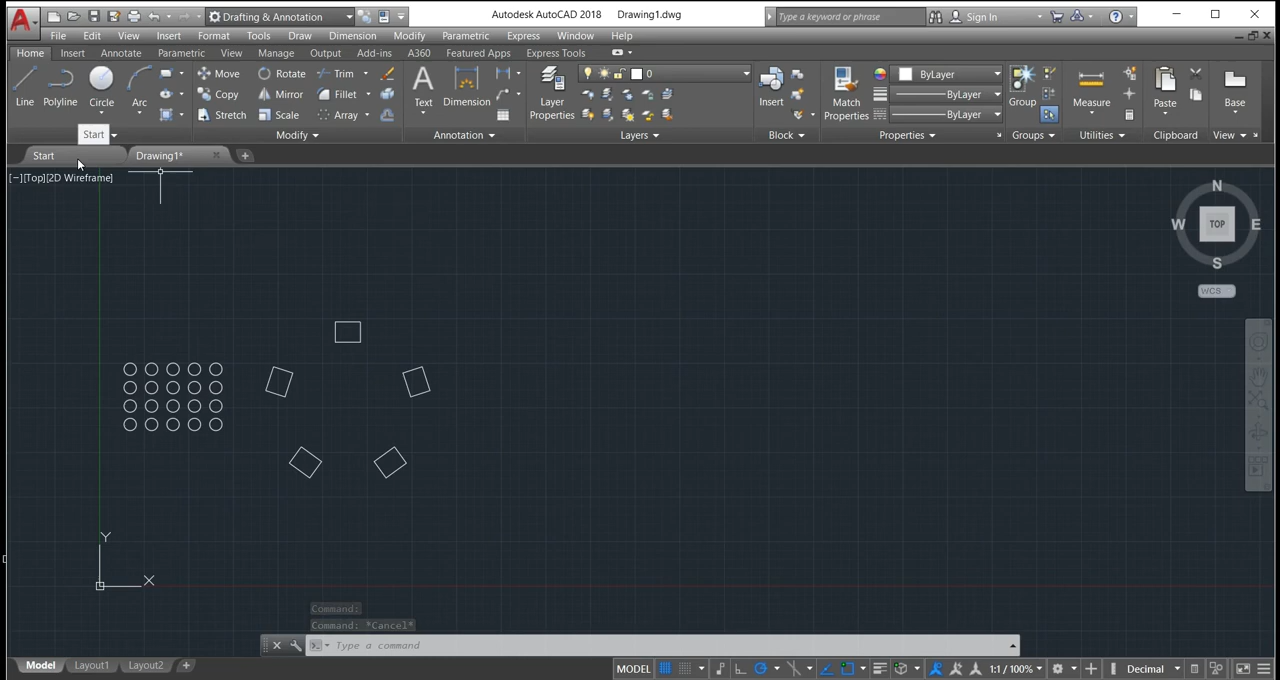 Drafting & Annotation Autodesk AutoCAD 2018 Drawing1.dwg Type a keyword or phrase Sign In
File Edit View Insert Format Tools Draw Dimension Modify Parametric Express Window Help
Home Insert Annotate Parametric View Manage Output Add-ins A360 Featured Apps Express Tools
Line Polyline Circle Arc
Move Rotate Trim
Copy Mirror Fillet
Stretch Scale Array
Text Dimension
Layer
Properties
0
Insert
Match
Properties
ByLayer
ByLayer
ByLayer
Group
Measure
Paste
Base
Start Modify Annotation Layers Block Properties Groups Utilities Clipboard View
Start Drawing1*
[−][Top][2D Wireframe]
N
W TOP E
S
WCS
Y
X
Command:
Command: *Cancel*
Type a command
Model Layout1 Layout2
MODEL 1:1 / 100% Decimal